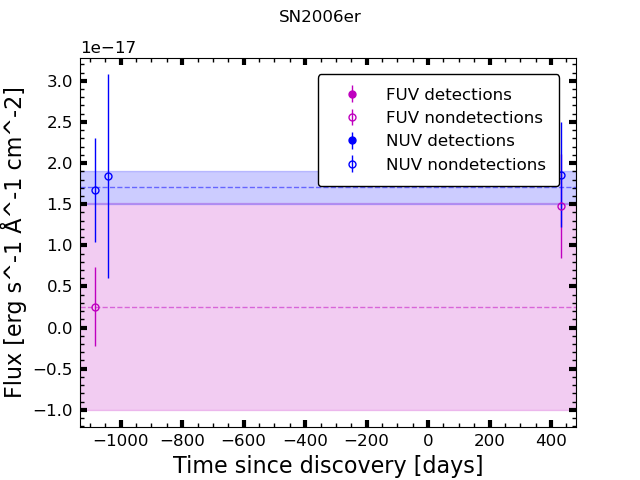 SN2006er
1e−17
Flux [erg s^-1 Å^-1 cm^-2]
3.0
2.5
2.0
1.5
1.0
0.5
0.0
−0.5
−1.0
FUV detections
FUV nondetections
NUV detections
NUV nondetections
−1000 −800 −600 −400 −200 0 200 400
Time since discovery [days]